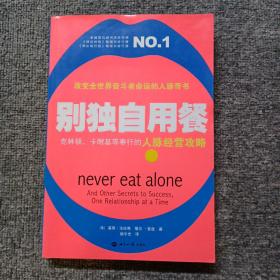 NO.1
改变全世界奋斗者命运的人脉奇书
别独自用餐
克林顿、卡耐基等奉行的人脉经营攻略
never eat alone
And Other Secrets to Success,
One Relationship at a Time